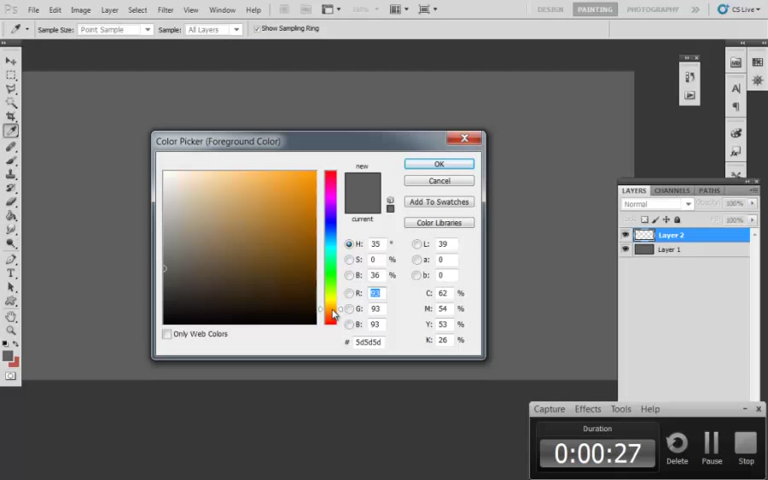 Ps File Edit Image Layer Select Filter View Window Help DESIGN PAINTING PHOTOGRAPHY >> CS Live
Sample Size: Point Sample Sample: All Layers Show Sampling Ring
Color Picker (Foreground Color)
new
current
OK
Cancel
Add To Swatches
Color Libraries
H: 35 ° L: 39
S: 0 % a: 0
B: 36 % b: 0
R: 93 C: 62 %
G: 93 M: 54 %
B: 93 Y: 53 %
# 5d5d5d K: 26 %
Only Web Colors
LAYERS CHANNELS PATHS
Normal 100%
100%
Layer 2
Layer 1
Capture Effects Tools Help
Duration
0:00:27
Delete Pause Stop